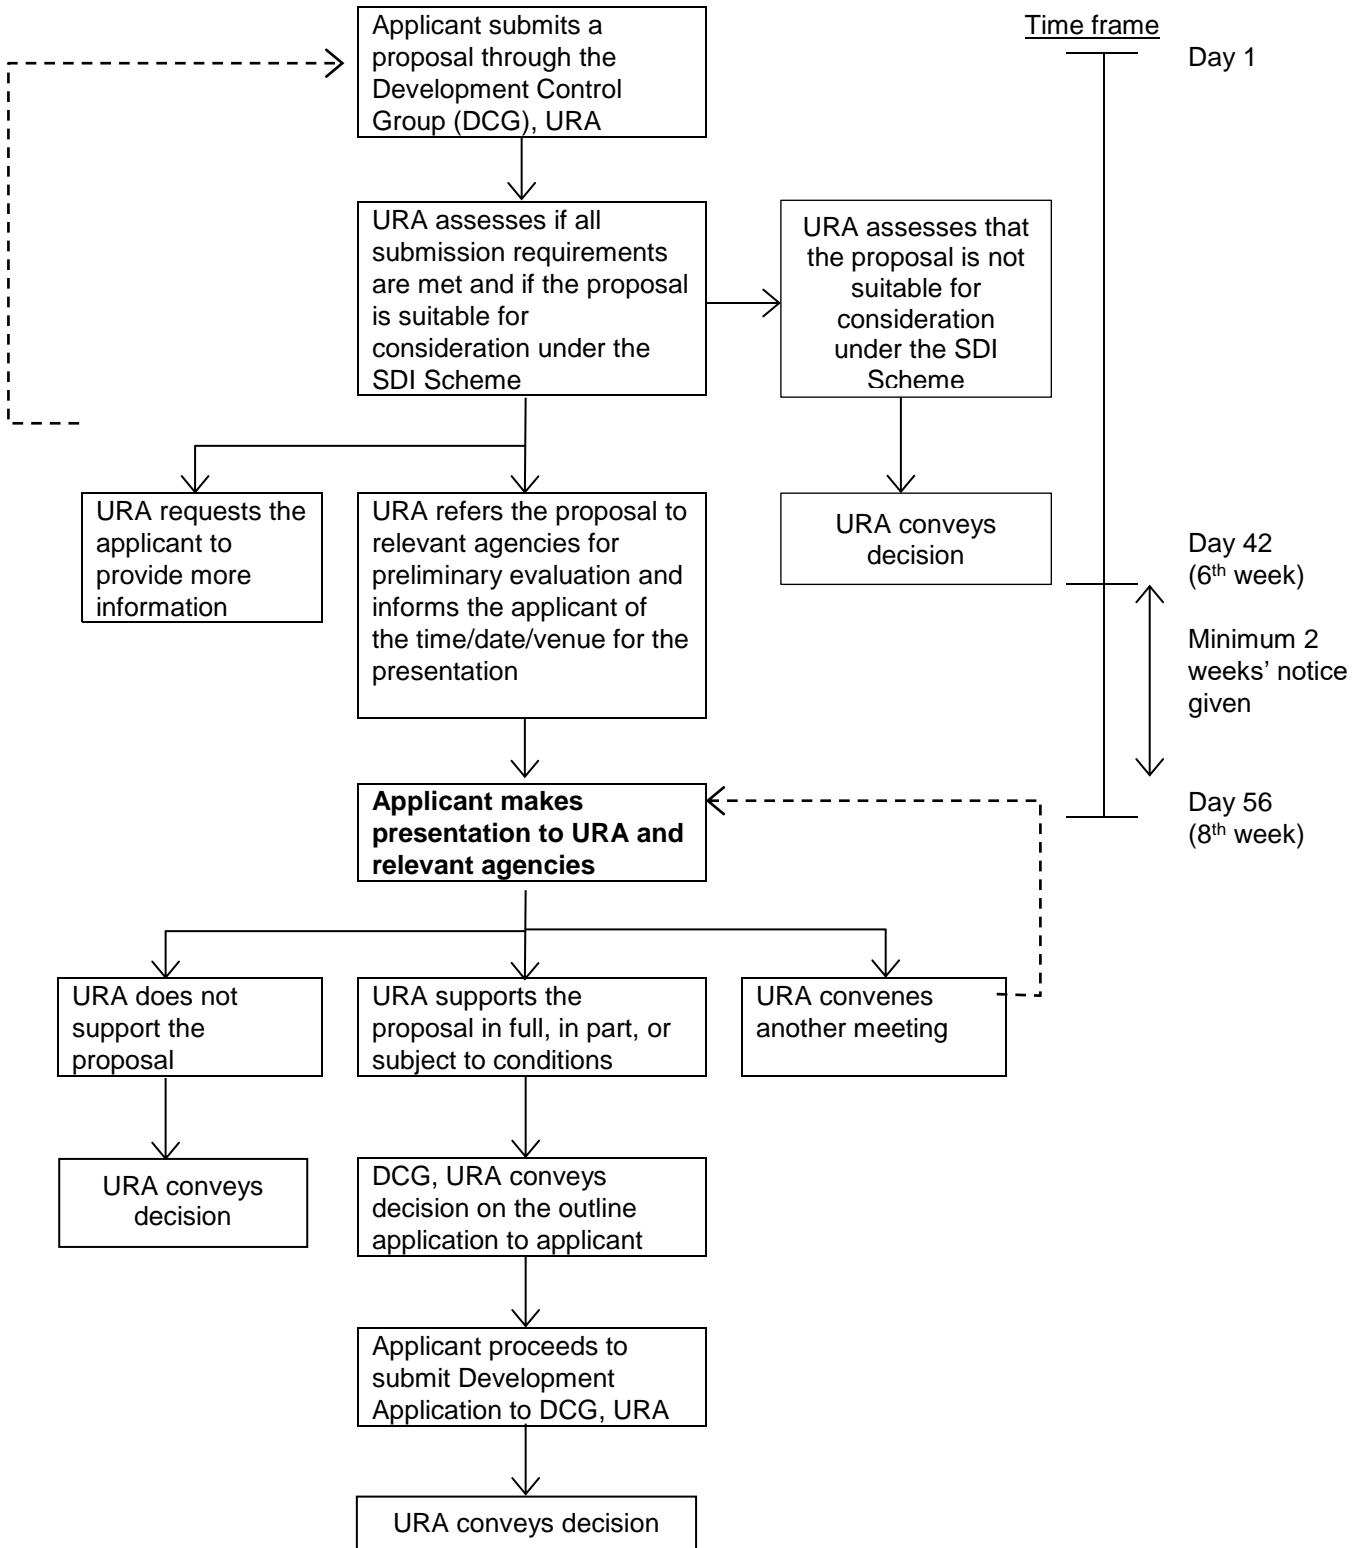 Applicant submits a
proposal through the
Development Control
Group (DCG), URA
Time frame
Day 1
URA assesses if all
submission requirements
are met and if the proposal
is suitable for
consideration under the
SDI Scheme
URA assesses that
the proposal is not
suitable for
consideration
under the SDI
Scheme
URA requests the
applicant to
provide more
information
URA refers the proposal to
relevant agencies for
preliminary evaluation and
informs the applicant of
the time/date/venue for the
presentation
URA conveys
decision
Day 42
(6th week)
Minimum 2
weeks’ notice
given
Applicant makes
presentation to URA and
relevant agencies
Day 56
(8th week)
URA does not
support the
proposal
URA supports the
proposal in full, in part, or
subject to conditions
URA convenes
another meeting
URA conveys
decision
DCG, URA conveys
decision on the outline
application to applicant
Applicant proceeds to
submit Development
Application to DCG, URA
URA conveys decision